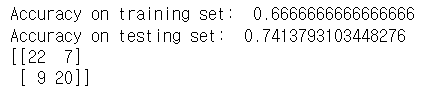 Accuracy on training set:  0.6666666666666666
Accuracy on testing set:  0.7413793103448276
[[22  7]
 [ 9 20]]